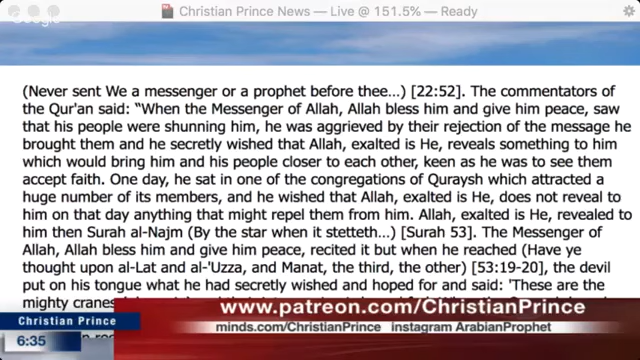 Christian Prince News — Live @ 151.5% — Ready
Google
(Never sent We a messenger or a prophet before thee...) [22:52]. The commentators of
the Qur'an said: “When the Messenger of Allah, Allah bless him and give him peace, saw
that his people were shunning him, he was aggrieved by their rejection of the message he
brought them and he secretly wished that Allah, exalted is He, reveals something to him
which would bring him and his people closer to each other, keen as he was to see them
accept faith. One day, he sat in one of the congregations of Quraysh which attracted a
huge number of its members, and he wished that Allah, exalted is He, does not reveal to
him on that day anything that might repel them from him. Allah, exalted is He, revealed to
him then Surah al-Najm (By the star when it stetteth...) [Surah 53]. The Messenger of
Allah, Allah bless him and give him peace, recited it but when he reached (Have ye
thought upon al-Lat and al-'Uzza, and Manat, the third, the other) [53:19-20], the devil
put on his tongue what he had secretly wished and hoped for and said: 'These are the
mighty cranes
www.patreon.com/ChristianPrince
Christian Prince
minds.com/ChristianPrince instagram ArabianProphet
6:35